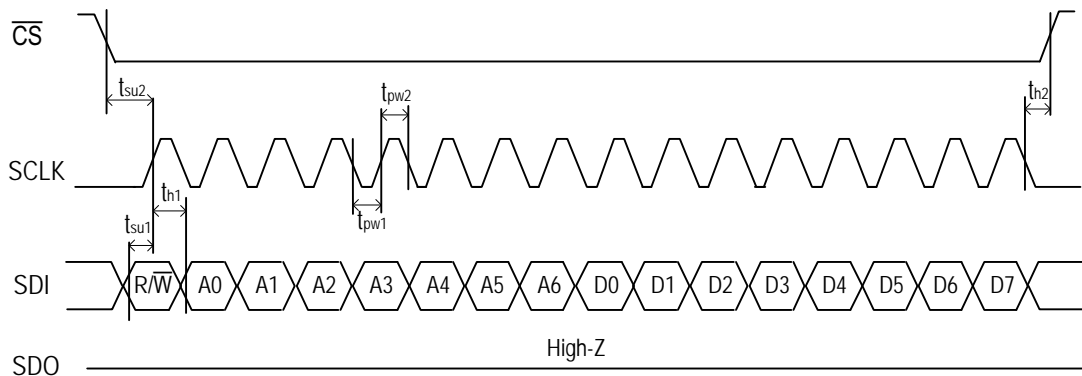 CS
tsu2
tpw2
th2
SCLK
th1
tsu1
tpw1
SDI
R/W A0 A1 A2 A3 A4 A5 A6 D0 D1 D2 D3 D4 D5 D6 D7
High-Z
SDO